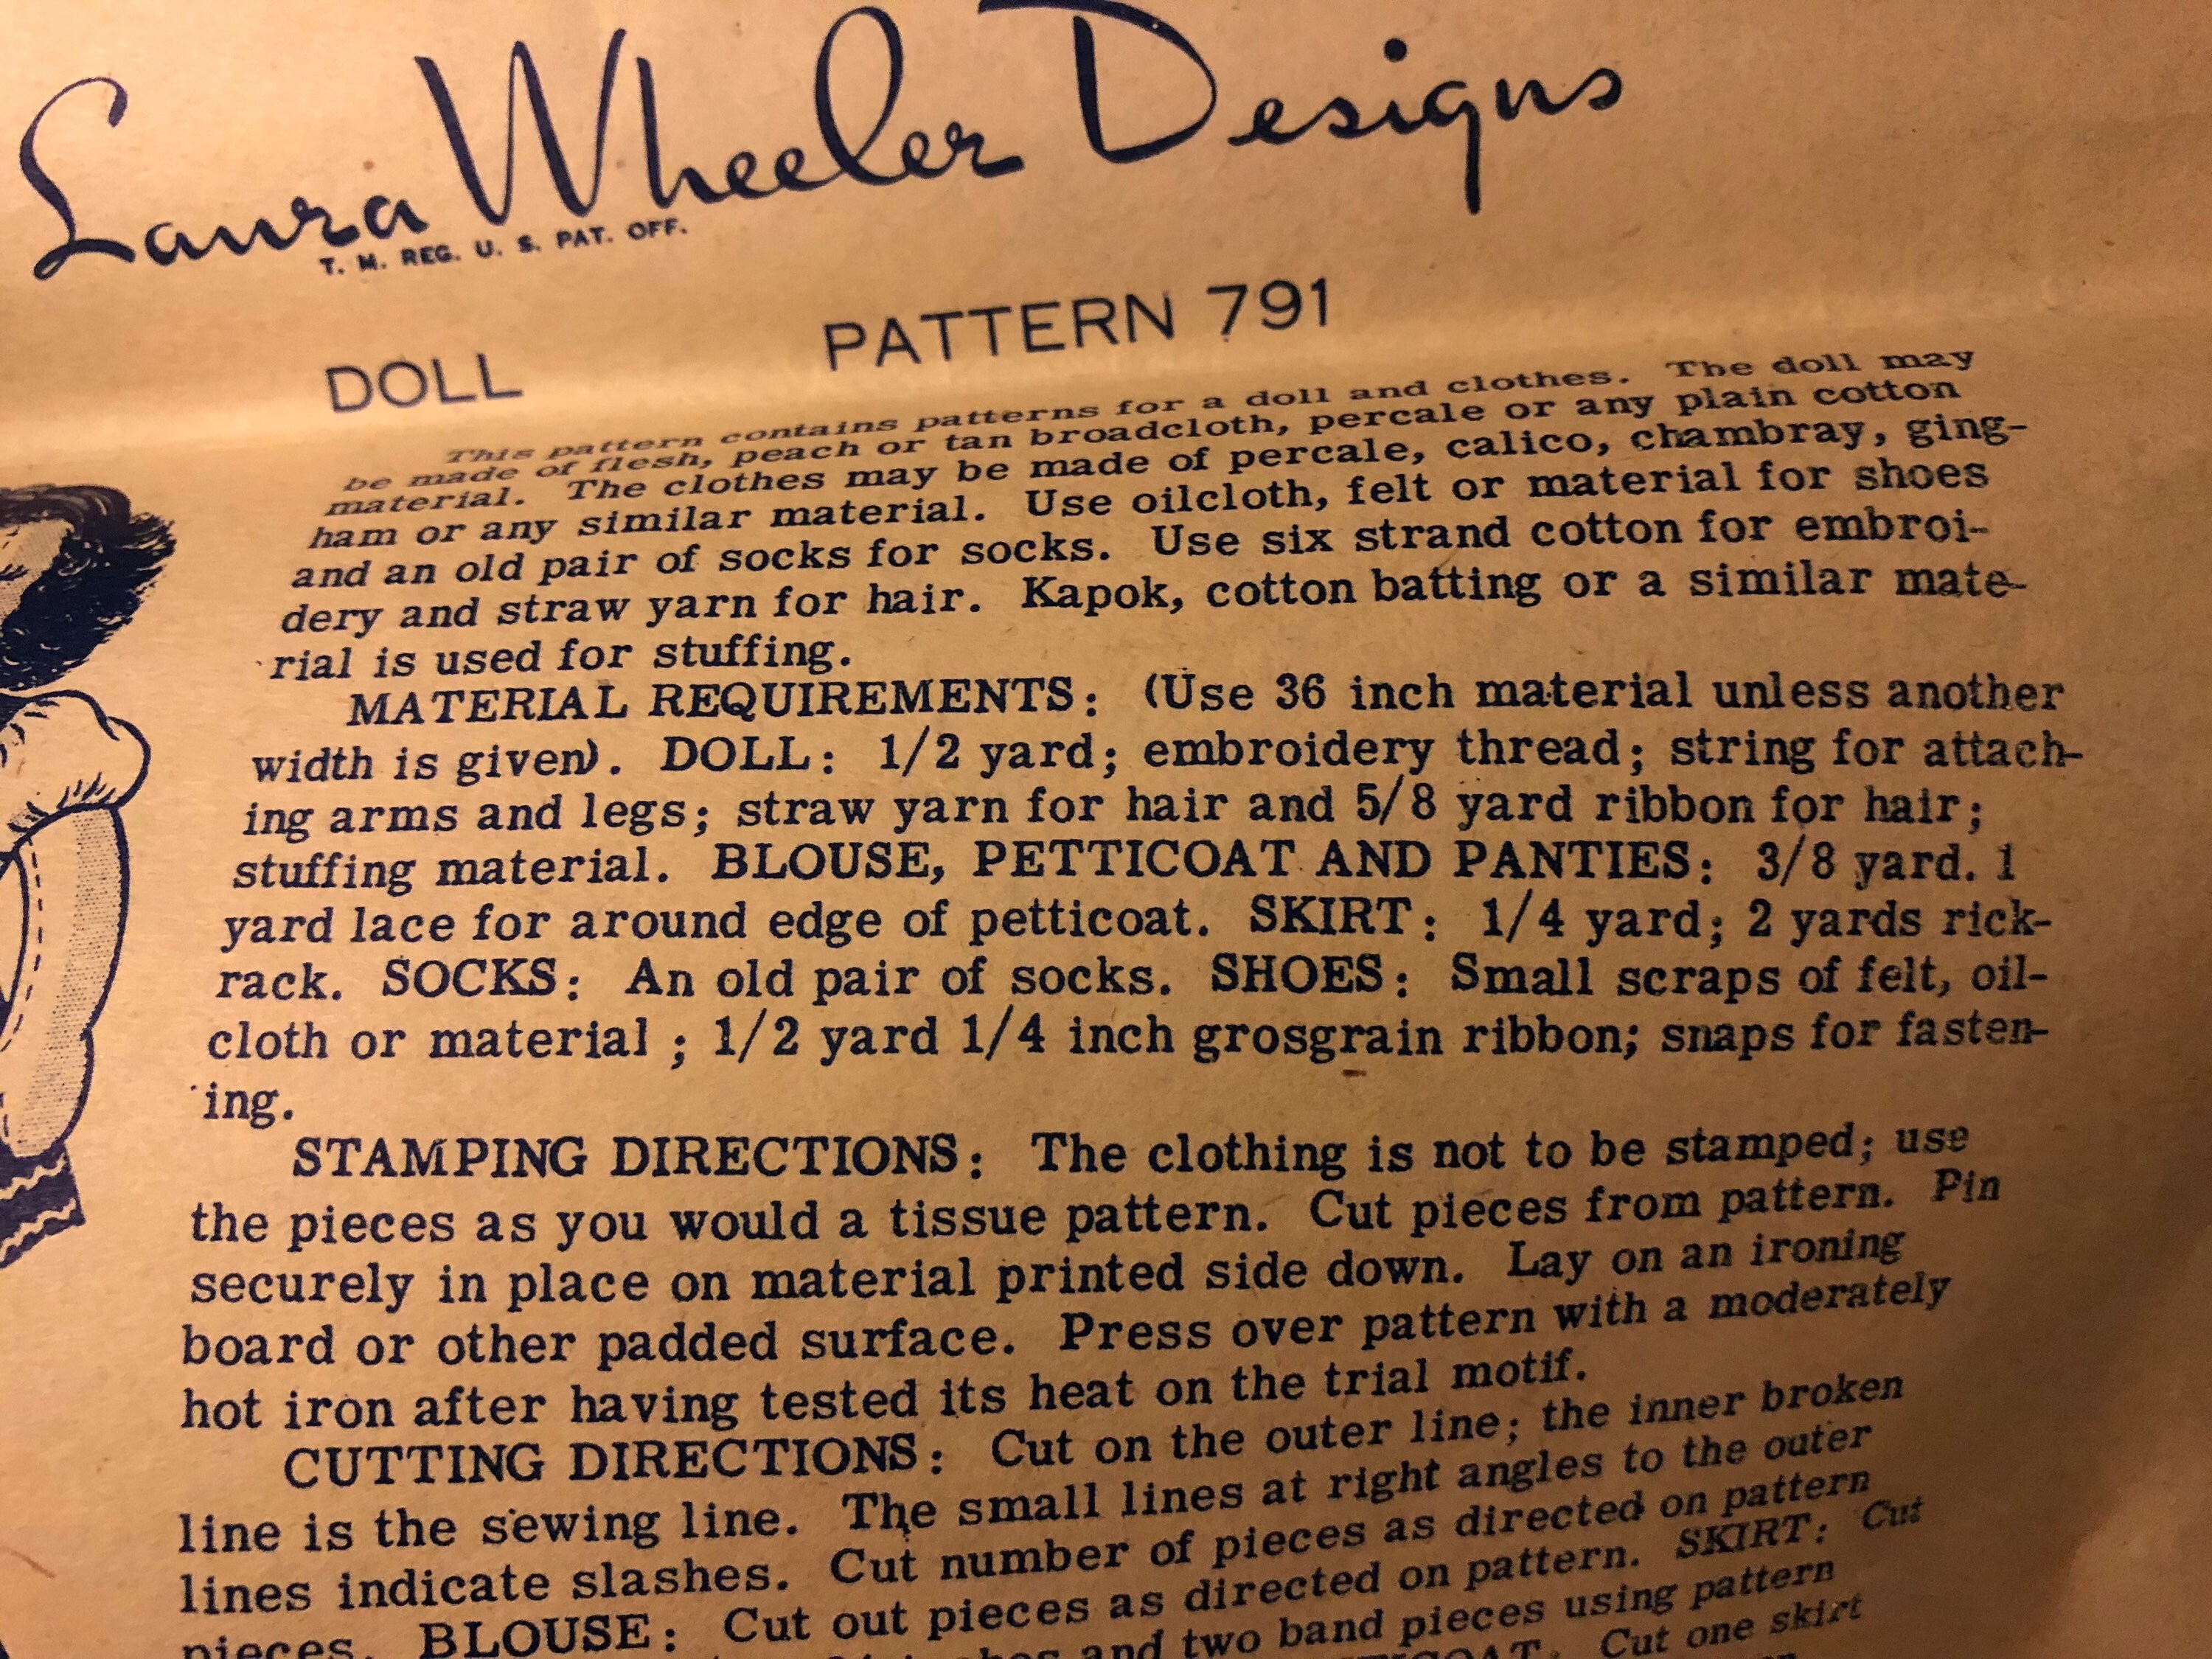 Laura Wheeler Designs
T. M. REG. U. S. PAT. OFF.
DOLL PATTERN 791
This pattern contains patterns for a doll and clothes. The doll may
be made of flesh, peach or tan broadcloth, percale or any plain cotton
material. The clothes may be made of percale, calico, chambray, ging-
ham or any similar material. Use oilcloth, felt or material for shoes
and an old pair of socks for socks. Use six strand cotton for embroi-
dery and straw yarn for hair. Kapok, cotton batting or a similar mate-
rial is used for stuffing.
MATERIAL REQUIREMENTS: (Use 36 inch material unless another
width is given). DOLL: 1/2 yard; embroidery thread; string for attach-
ing arms and legs; straw yarn for hair and 5/8 yard ribbon for hair;
stuffing material. BLOUSE, PETTICOAT AND PANTIES: 3/8 yard. 1
yard lace for around edge of petticoat. SKIRT: 1/4 yard; 2 yards rick-
rack. SOCKS: An old pair of socks. SHOES: Small scraps of felt, oil-
cloth or material ; 1/2 yard 1/4 inch grosgrain ribbon; snaps for fasten-
ing.
STAMPING DIRECTIONS: The clothing is not to be stamped; use
the pieces as you would a tissue pattern. Cut pieces from pattern. Pin
securely in place on material printed side down. Lay on an ironing
board or other padded surface. Press over pattern with a moderately
hot iron after having tested its heat on the trial motif.
CUTTING DIRECTIONS: Cut on the outer line; the inner broken
line is the sewing line. The small lines at right angles to the outer
lines indicate slashes. Cut number of pieces as directed on pattern
pieces. BLOUSE: Cut out pieces as directed on pattern. SKIRT: Cut
and two band pieces using pattern
Cut one skirt